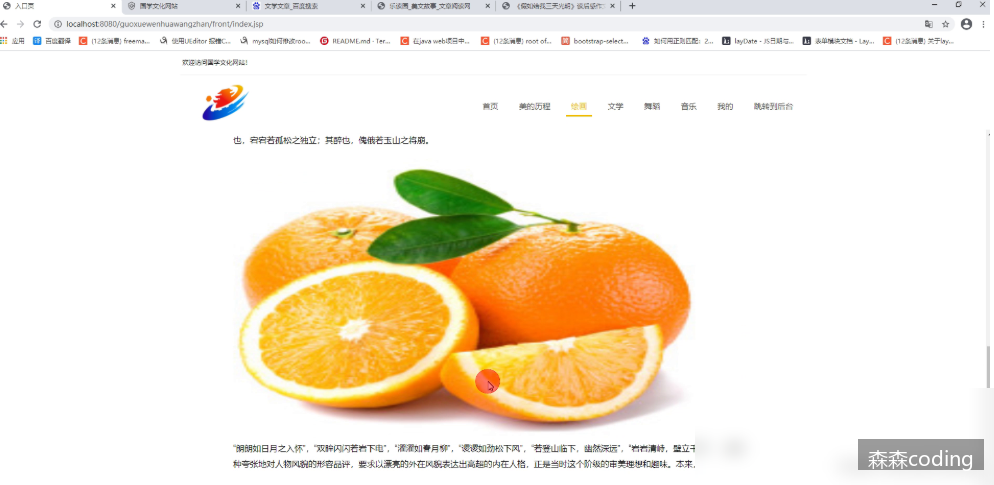 入口页
国学文化网站
文学文章_百度搜索
乐谈园_美文故事_文章阅读网
《假如给我三天光明》读后感作文
localhost:8080/guoxuewenhuawangzhan/front/index.jsp
应用
百度翻译
(12条消息) freema...
使用UEditor 报错C...
mysql如何修改roo...
README.md · Ter...
在java web项目中...
(12条消息) root of...
bootstrap-select...
如何用正则匹配：2...
layDate - JS日期与...
表单模块文档 - Lay...
(12条消息) 关于lay...
欢迎访问国学文化网站！
首页 美的历程 绘画 文学 舞蹈 音乐 我的 跳转到后台
也，宕宕若孤松之独立；其醉也，傀俄若玉山之将崩。
“朗朗如日月之入怀”，“双眸闪闪若岩下电”，“濯濯如春月柳”，“谡谡如劲松下风”，“若登山临下，幽然深远”，“岩岩清峙，壁立千
种夸张地对人物风貌的形容品评，要求以漂亮的外在风貌表达出高超的内在人格，正是当时这个阶级的审美理想和趣味。本来，
森森coding